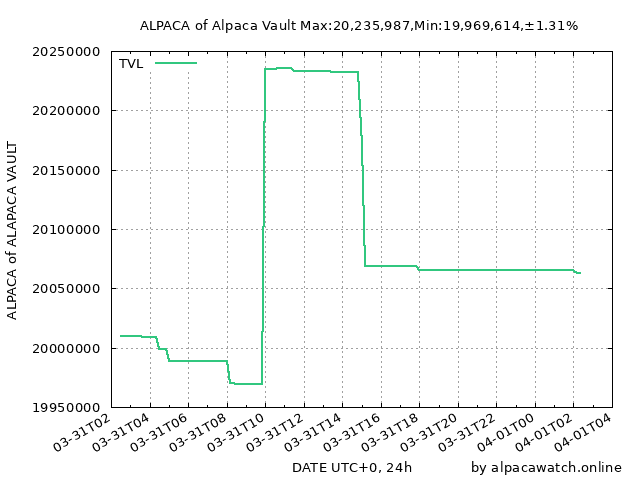 ALPACA of Alpaca Vault Max:20,235,987,Min:19,969,614,±1.31%
20250000
20200000
20150000
20100000
20050000
20000000
19950000
TVL
ALPACA of ALAPACA VAULT
03-31T02
03-31T04
03-31T06
03-31T08
03-31T10
03-31T12
03-31T14
03-31T16
03-31T18
03-31T20
03-31T22
04-01T00
04-01T02
04-01T04
DATE UTC+0, 24h
by alpacawatch.online